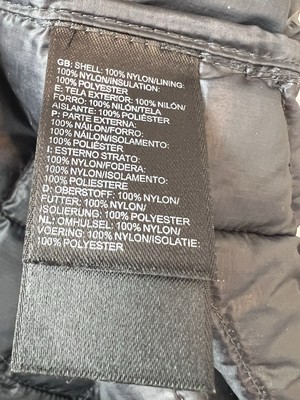 GB: SHELL: 100% NYLON/LINING:
100% NYLON/INSULATION:
100% POLYESTER
E: TELA EXTERIOR: 100% NILÓN/
FORRO: 100% NILÓN/TELA
AISLANTE: 100% POLIÉSTER
P: PARTE EXTERNA:
100% NÁILON/FORRO:
100% NÁILON/ISOLAMENTO:
100% POLIÉSTER
I: ESTERNO STRATO:
100% NYLON/FODERA:
100% NYLON/ISOLAMENTO:
100% POLIESTERE
D: OBERSTOFF: 100% NYLON/
FUTTER: 100% NYLON/
ISOLIERUNG: 100% POLYESTER
NL: OMHULSEL: 100% NYLON/
VOERING: 100% NYLON/ISOLATIE:
100% POLYESTER